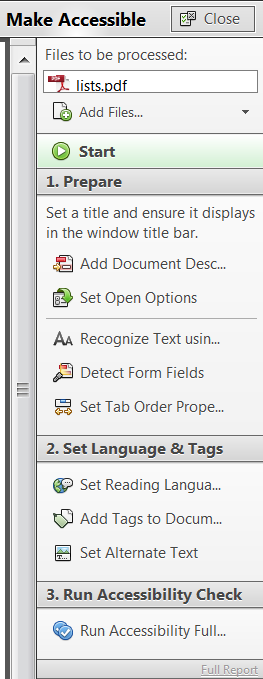 Make Accessible
Close
Files to be processed:
lists.pdf
Add Files...
Start
1. Prepare
Set a title and ensure it displays
in the window title bar.
Add Document Desc...
Set Open Options
Recognize Text usin...
Detect Form Fields
Set Tab Order Prope...
2. Set Language & Tags
Set Reading Langua...
Add Tags to Docum...
Set Alternate Text
3. Run Accessibility Check
Run Accessibility Full...
Full Report